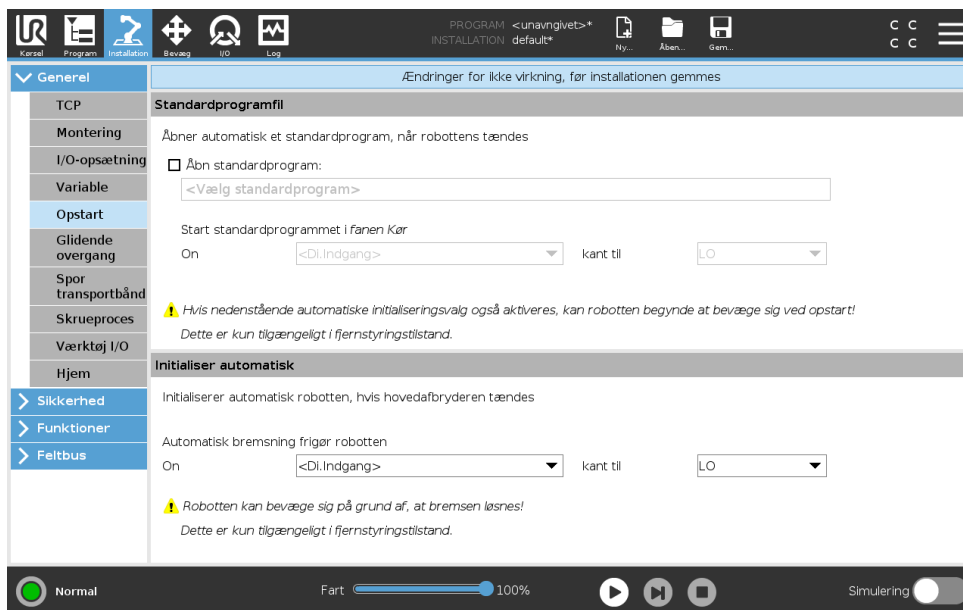 PROGRAM <unavngivet>*
INSTALLATION default*
UR
Kørsel Program Installation Bevæg I/O Log Ny... Åben... Gem...
C C
C C
Generel
TCP
Montering
I/O-opsætning
Variable
Opstart
Glidende
overgang
Spor
transportbånd
Skrueproces
Værktøj I/O
Hjem
Sikkerhed
Funktioner
Feltbus
Ændringer for ikke virkning, før installationen gemmes
Standardprogramfil
Åbner automatisk et standardprogram, når robottens tændes
Åbn standardprogram:
<Vælg standardprogram>
Start standardprogrammet i fanen Kør
On <Di.Indgang> kant til LO
Hvis nedenstående automatiske initialiseringsvalg også aktiveres, kan robotten begynde at bevæge sig ved opstart!
Dette er kun tilgængeligt i fjernstyringstilstand.
Initialiser automatisk
Initialiserer automatisk robotten, hvis hovedafbryderen tændes
Automatisk bremsning frigør robotten
On <Di.Indgang> kant til LO
Robotten kan bevæge sig på grund af, at bremsen løsnes!
Dette er kun tilgængeligt i fjernstyringstilstand.
Normal Fart 100% Simulering